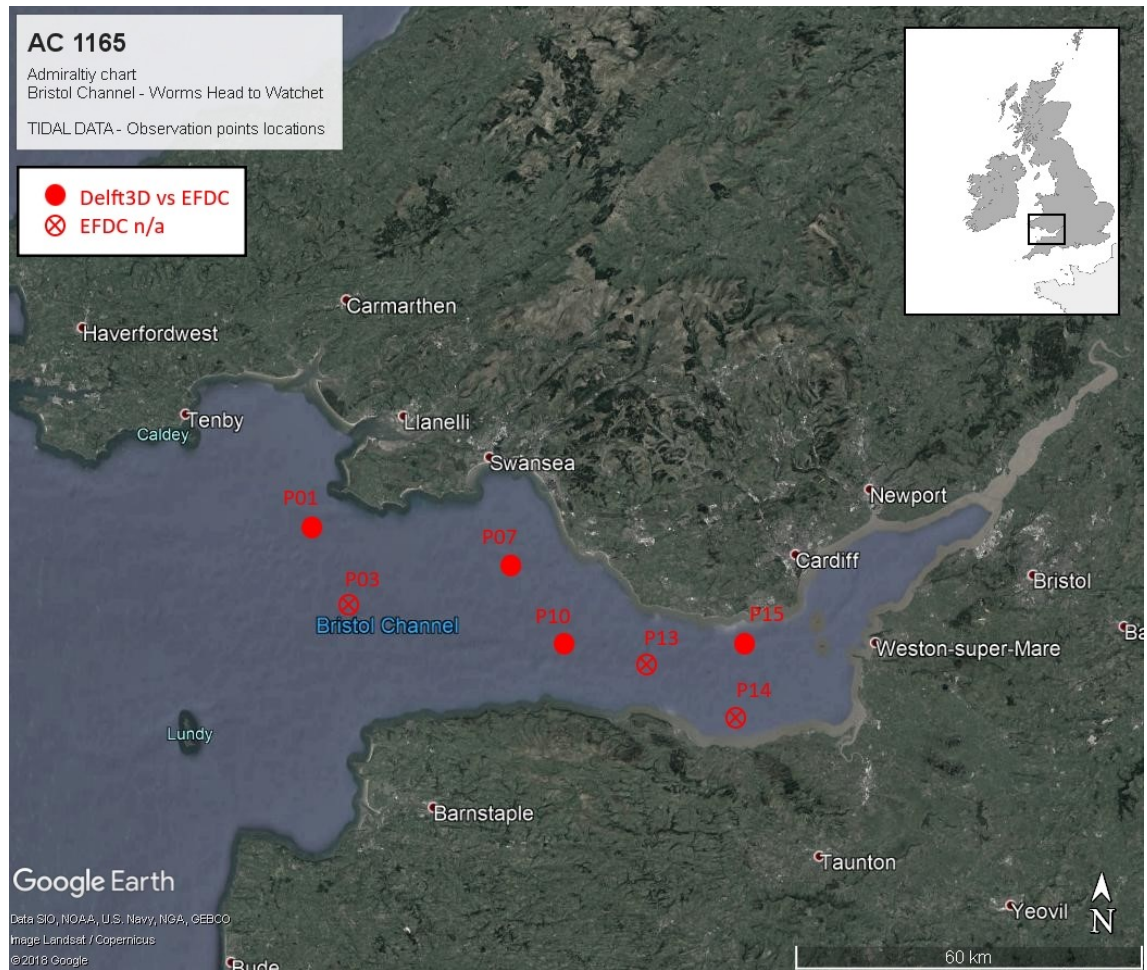 AC 1165
Admiraltiy chart
Bristol Channel - Worms Head to Watchet
TIDAL DATA - Observation points locations
Delft3D vs EFDC
EFDC n/a
Carmarthen
Haverfordwest
Tenby
Llanelli
Caldey
Swansea
Newport
P01
P07
Cardiff
Bristol
P03
Bristol Channel
P10
P13
P15
Ba
Weston-super-Mare
P14
Lundy
Barnstaple
Taunton
Google Earth
Yeovil
N
Data SIO, NOAA, U.S. Navy, NGA, GEBCO
Image Landsat / Copernicus
©2018 Google
Bude
60 km